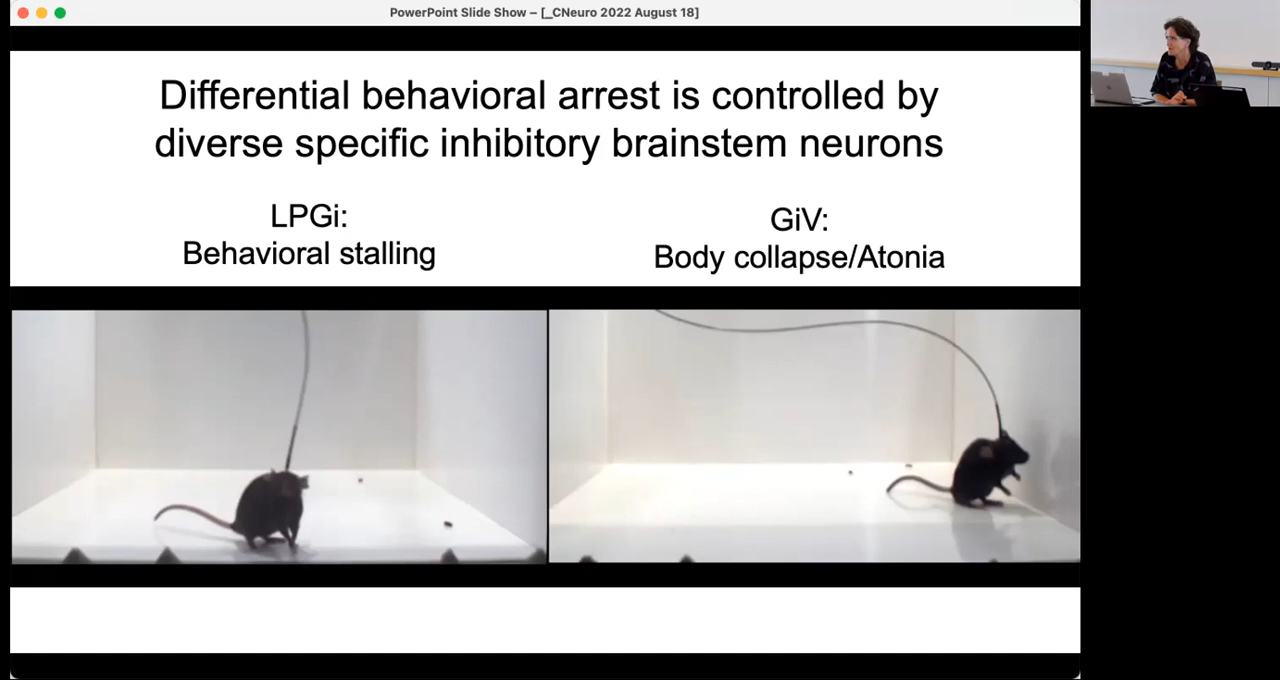 PowerPoint Slide Show – [_CNeuro 2022 August 18]
Differential behavioral arrest is controlled by
diverse specific inhibitory brainstem neurons
LPGi:
Behavioral stalling
GiV:
Body collapse/Atonia